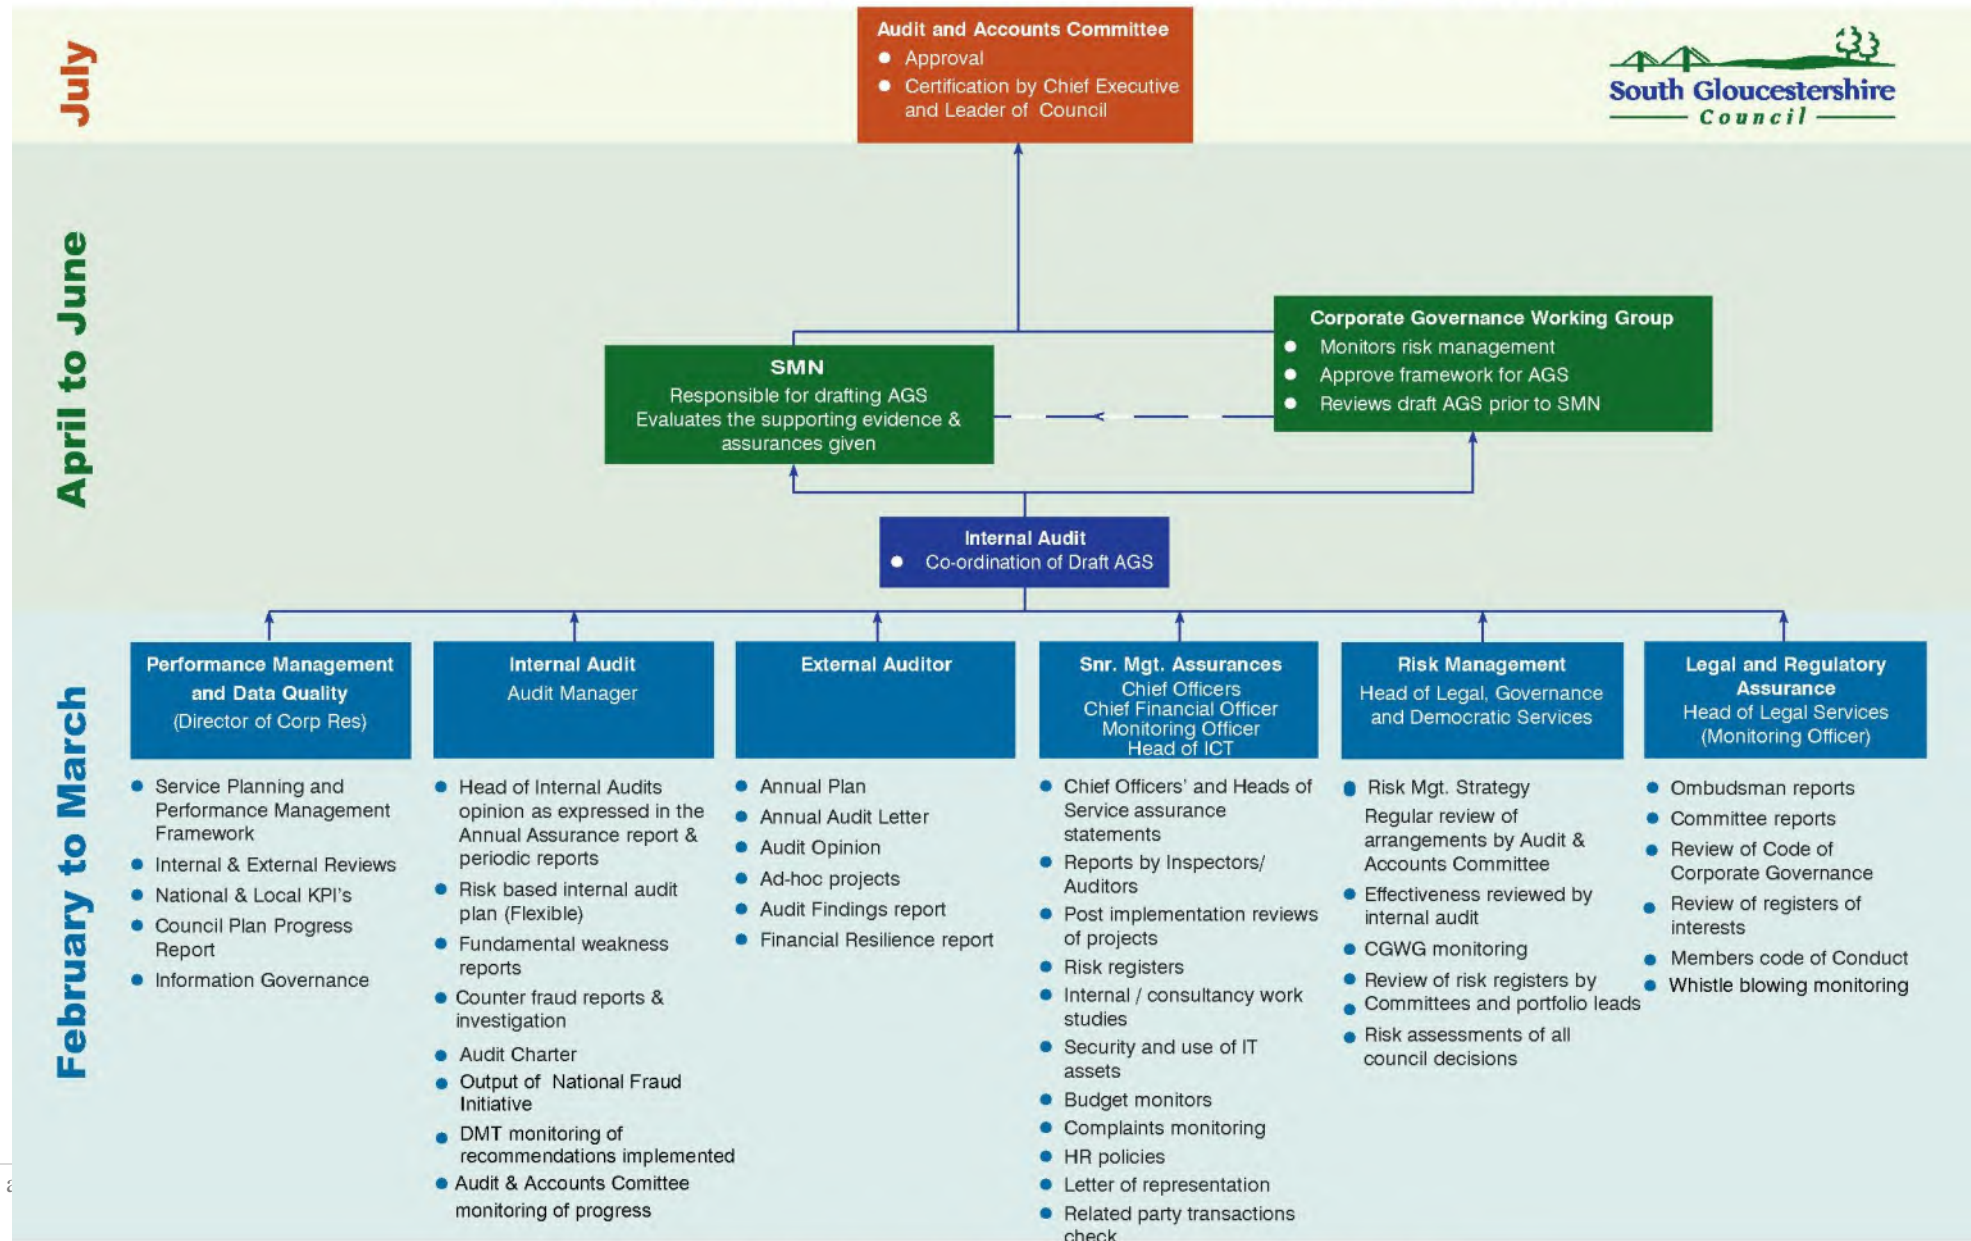 July
Audit and Accounts Committee
Approval
Certification by Chief Executive
and Leader of Council
South Gloucestershire
Council
April to June
Corporate Governance Working Group
Monitors risk management
Approve framework for AGS
Reviews draft AGS prior to SMN
SMN
Responsible for drafting AGS
Evaluates the supporting evidence &
assurances given
Internal Audit
Co-ordination of Draft AGS
February to March
Performance Management
and Data Quality
(Director of Corp Res)
Service Planning and
Performance Management
Framework
Internal & External Reviews
National & Local KPI's
Council Plan Progress
Report
Information Governance
Internal Audit
Audit Manager
Head of Internal Audits
opinion as expressed in the
Annual Assurance report &
periodic reports
Risk based internal audit
plan (Flexible)
Fundamental weakness
reports
Counter fraud reports &
investigation
Audit Charter
Output of National Fraud
Initiative
DMT monitoring of
recommendations implemented
Audit & Accounts Comittee
monitoring of progress
External Auditor
Annual Plan
Annual Audit Letter
Audit Opinion
Ad-hoc projects
Audit Findings report
Financial Resilience report
Snr. Mgt. Assurances
Chief Officers
Chief Financial Officer
Monitoring Officer
Head of ICT
Chief Officers' and Heads of
Service assurance
statements
Reports by Inspectors/
Auditors
Post implementation reviews
of projects
Risk registers
Internal / consultancy work
studies
Security and use of IT
assets
Budget monitors
Complaints monitoring
HR policies
Letter of representation
Related party transactions
check
Risk Management
Head of Legal, Governance
and Democratic Services
Risk Mgt. Strategy
Regular review of
arrangements by Audit &
Accounts Committee
Effectiveness reviewed by
internal audit
CGWG monitoring
Review of risk registers by
Committees and portfolio leads
Risk assessments of all
council decisions
Legal and Regulatory
Assurance
Head of Legal Services
(Monitoring Officer)
Ombudsman reports
Committee reports
Review of Code of
Corporate Governance
Review of registers of
interests
Members code of Conduct
Whistle blowing monitoring